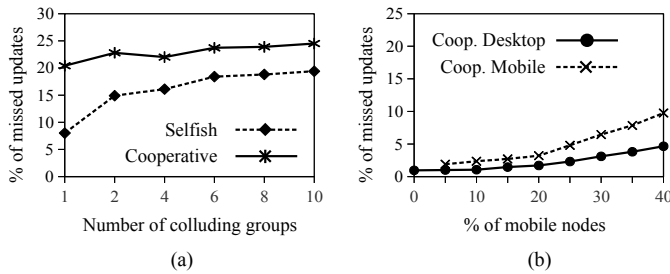 30
25
20
15
10
5
0
% of missed updates
Selfish
Cooperative
1 2 4 6 8 10
Number of colluding groups
(a)
25
20
15
10
5
0
% of missed updates
Coop. Desktop
Coop. Mobile
0 10 20 30 40
% of mobile nodes
(b)